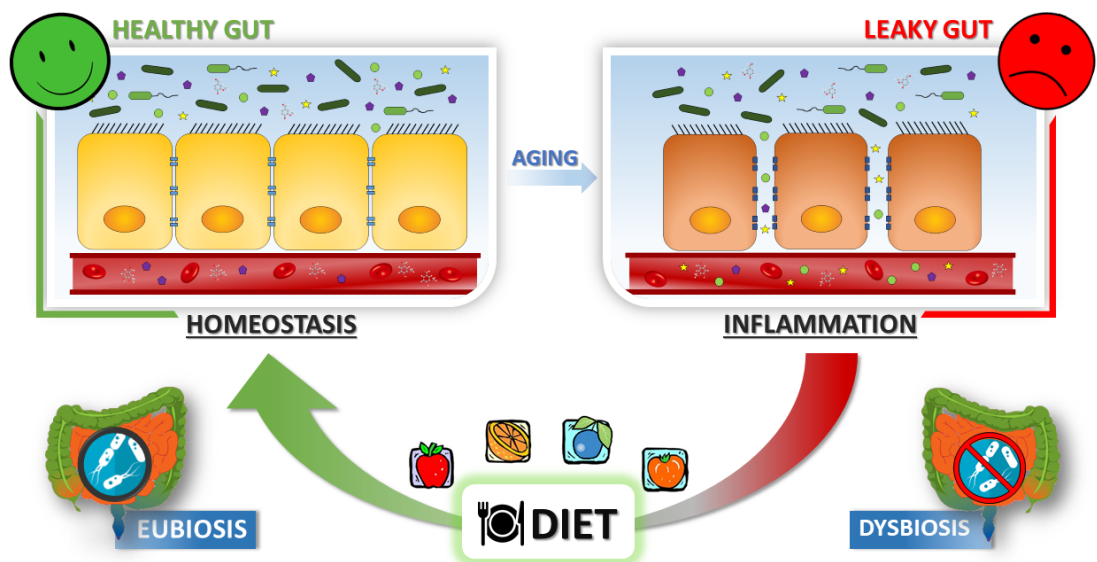 HEALTHY GUT
LEAKY GUT
AGING
HOMEOSTASIS
INFLAMMATION
EUBIOSIS
DIET
DYSBIOSIS